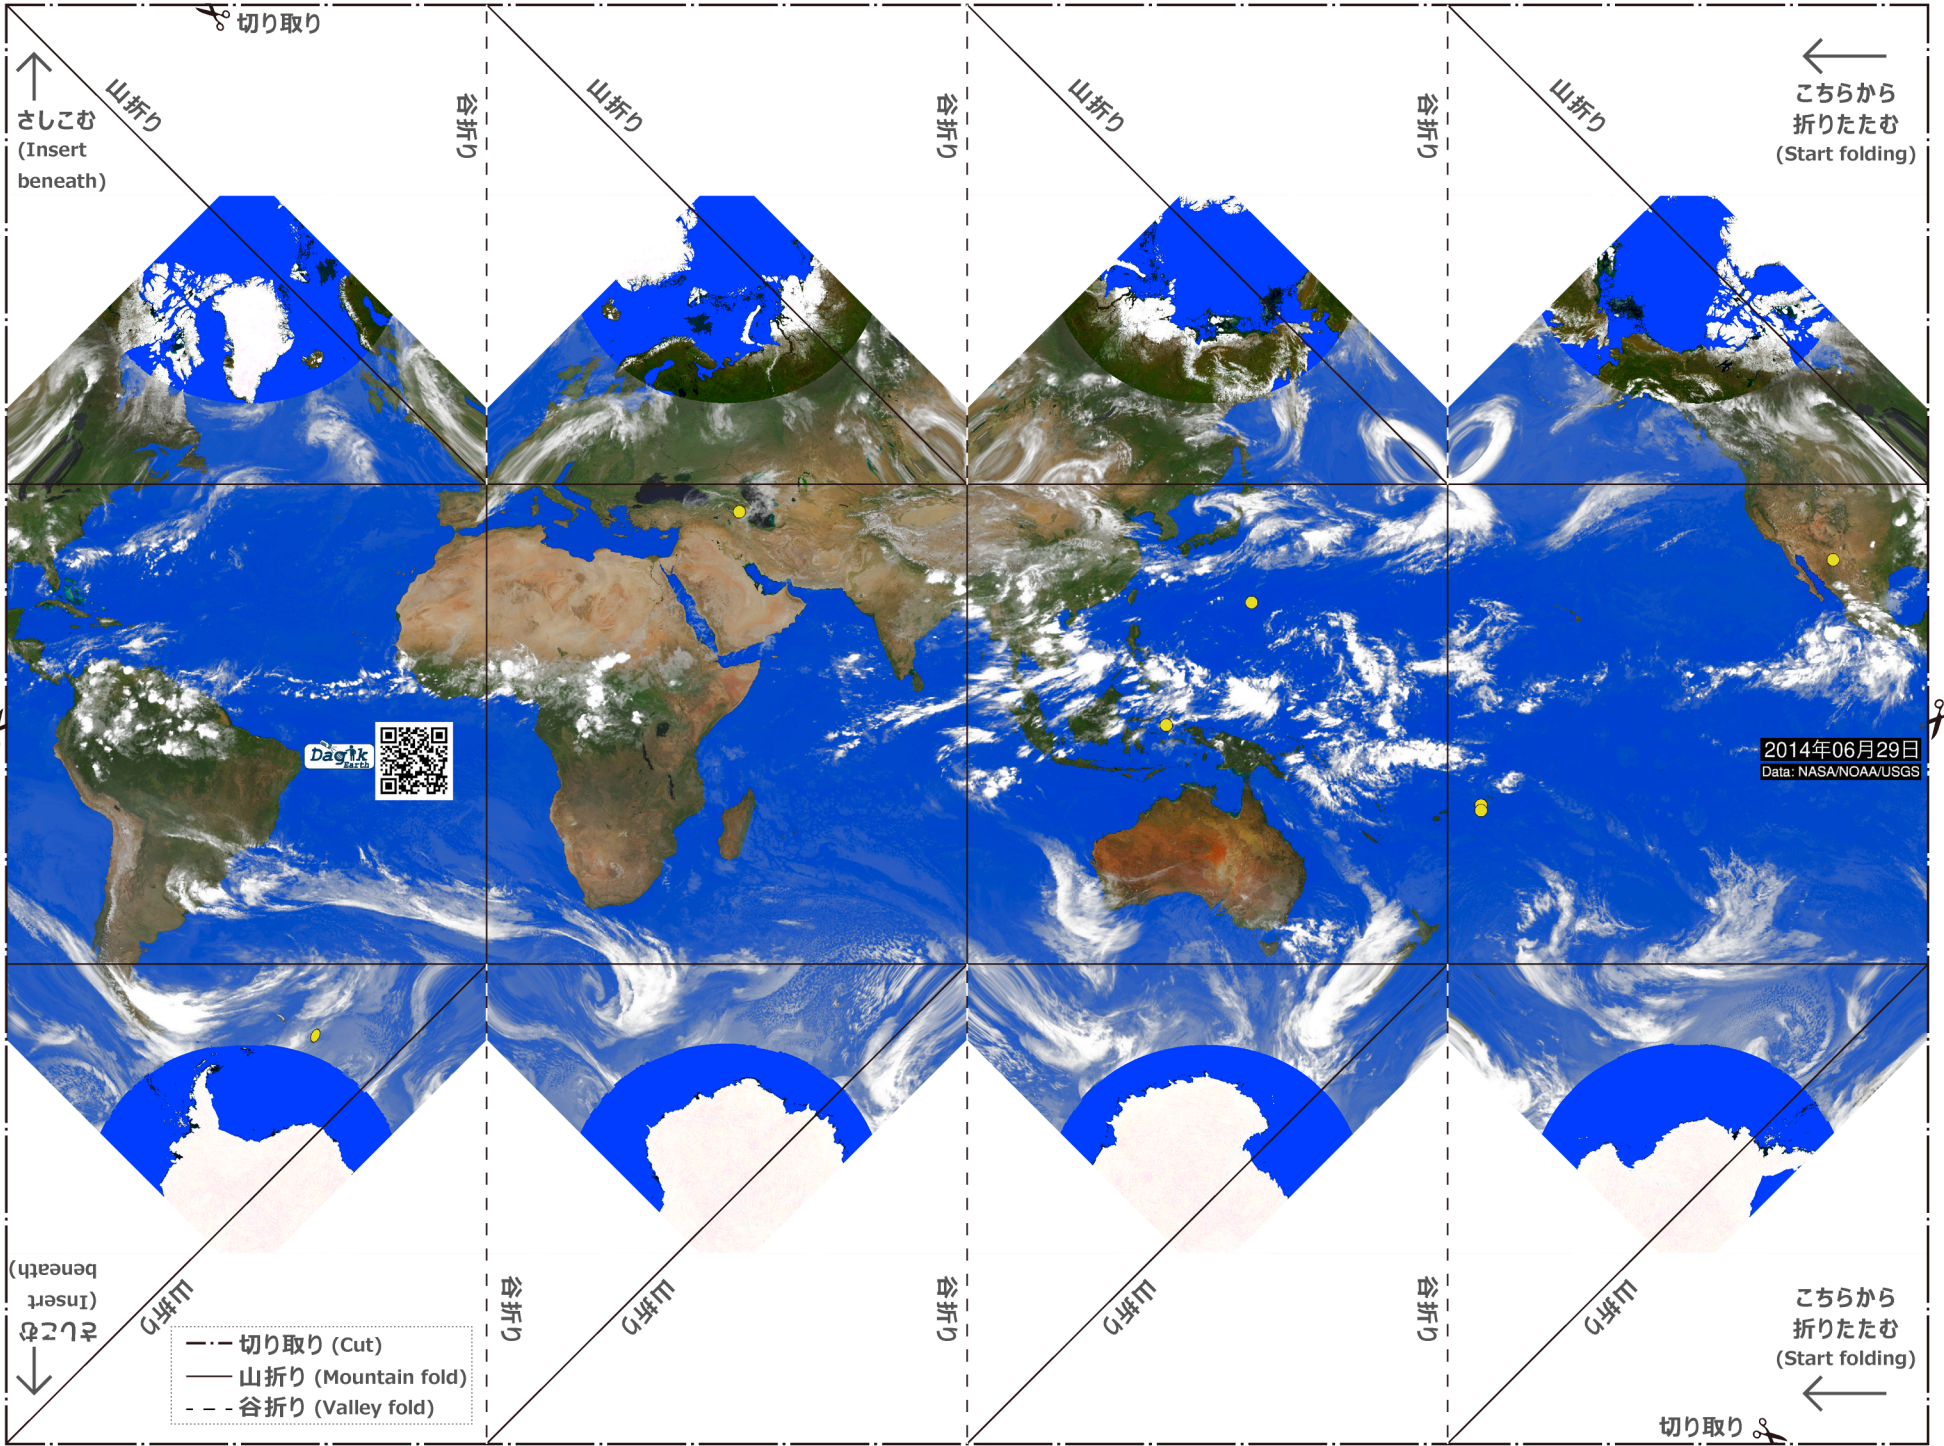 切り取り
山折り
谷折り
山折り
谷折り
山折り
谷折り
山折り
さしこむ
(Insert
beneath)
こちらから
折りたたむ
(Start folding)
Dagik
Earth
2014年06月29日
Data: NASA/NOAA/USGS
さしこむ
(Insert
beneath)
山折り
谷折り
山折り
谷折り
山折り
谷折り
山折り
こちらから
折りたたむ
(Start folding)
切り取り (Cut)
山折り (Mountain fold)
谷折り (Valley fold)
切り取り